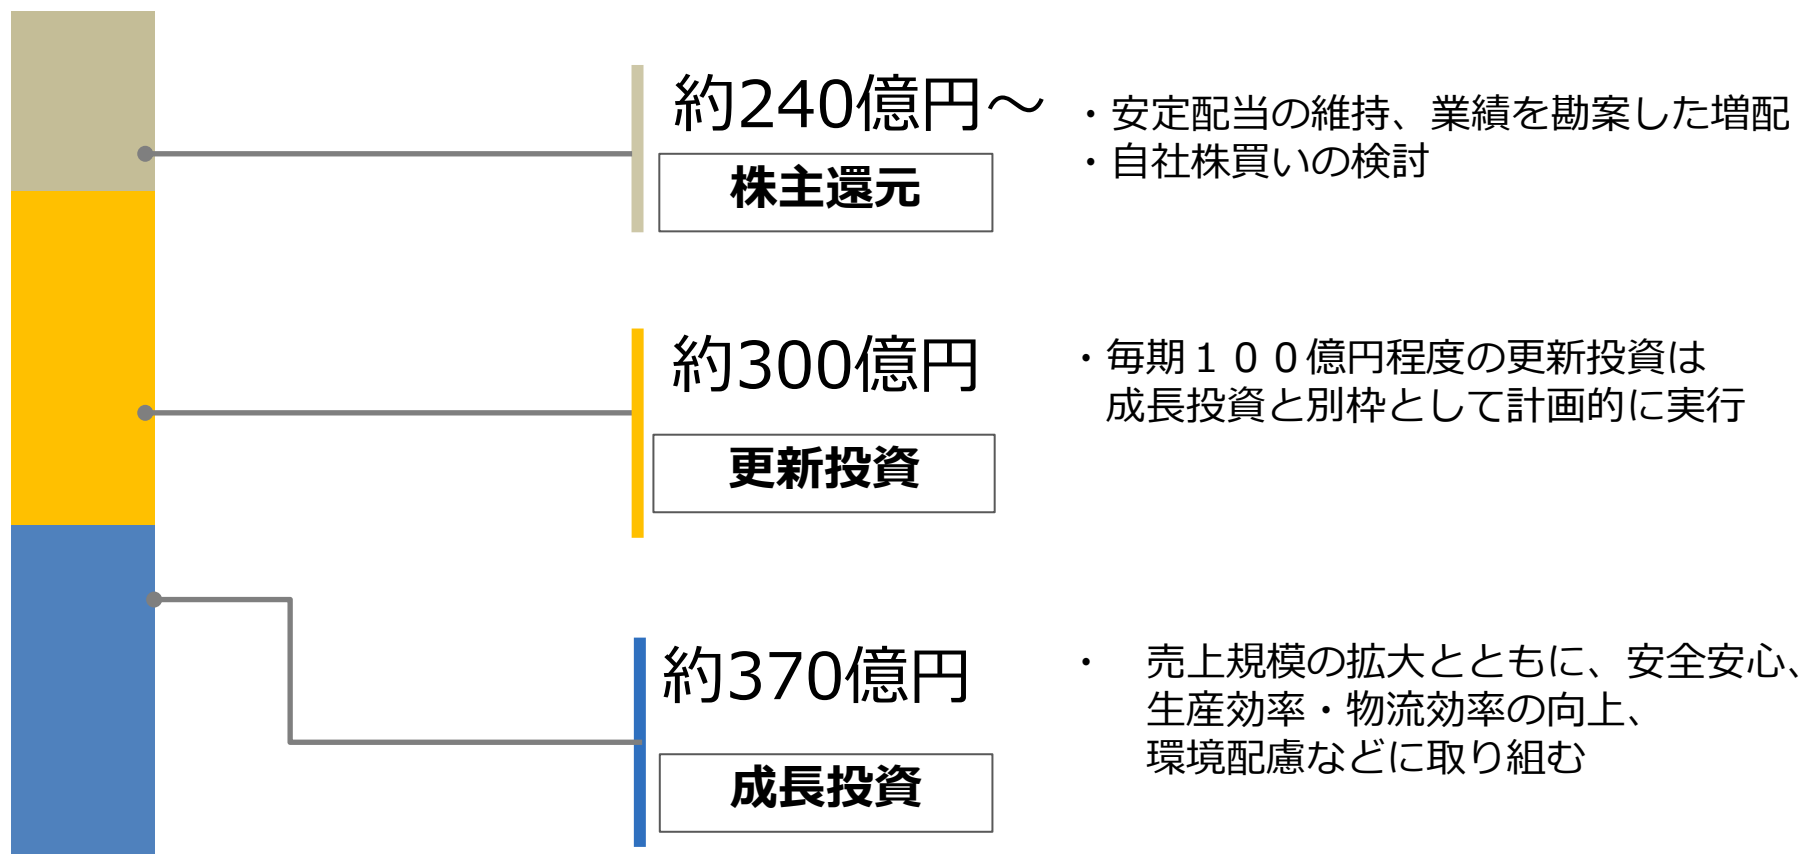 約240億円～
・安定配当の維持、業績を勘案した増配
・自社株買いの検討
株主還元
約300億円
・毎期１００億円程度の更新投資は
成長投資と別枠として計画的に実行
更新投資
約370億円
・　売上規模の拡大とともに、安全安心、
生産効率・物流効率の向上、
環境配慮などに取り組む
成長投資